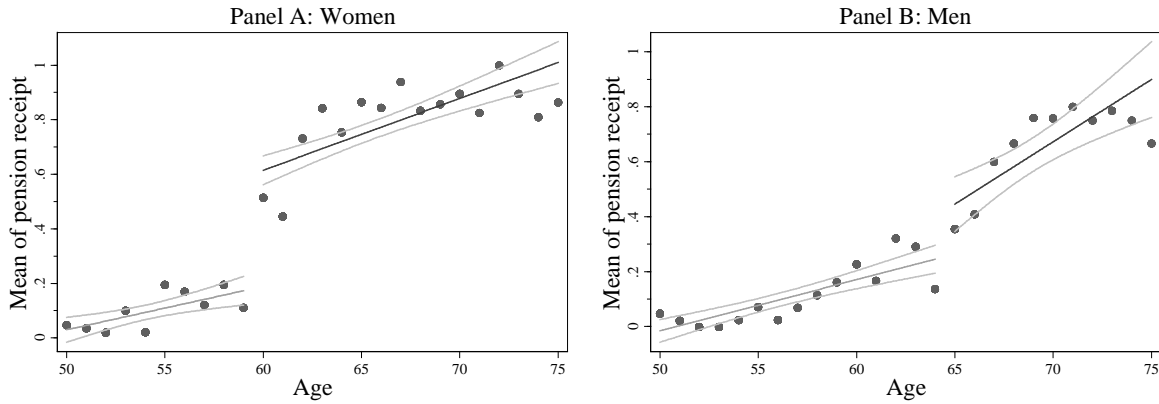 Panel A: Women
Mean of pension receipt
0 .2 .4 .6 .8 1
50 55 60 65 70 75
Age
Panel B: Men
Mean of pension receipt
0 .2 .4 .6 .8 1
50 55 60 65 70 75
Age